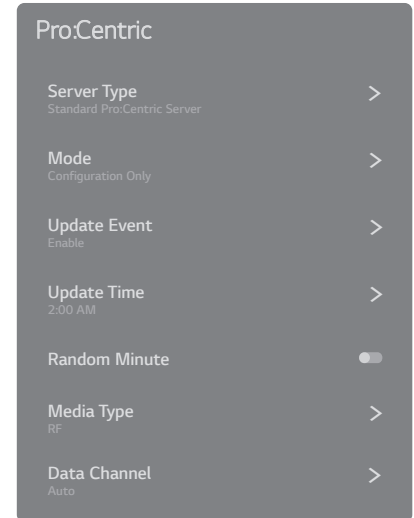 Pro:Centric
Server Type
Standard Pro:Centric Server
Mode
Configuration Only
Update Event
Enable
Update Time
2:00 AM
Random Minute
Media Type
RF
Data Channel
Auto